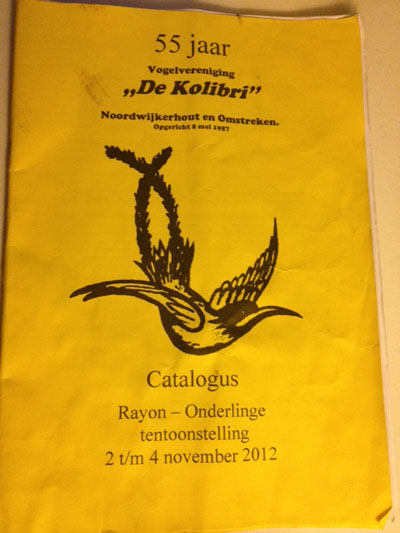 55 jaar
Vogelvereniging
„De Kolibri”
Noordwijkerhout en Omstreken.
Opgericht 8 mei 1957
Catalogus
Rayon – Onderlinge
tentoonstelling
2 t/m 4 november 2012